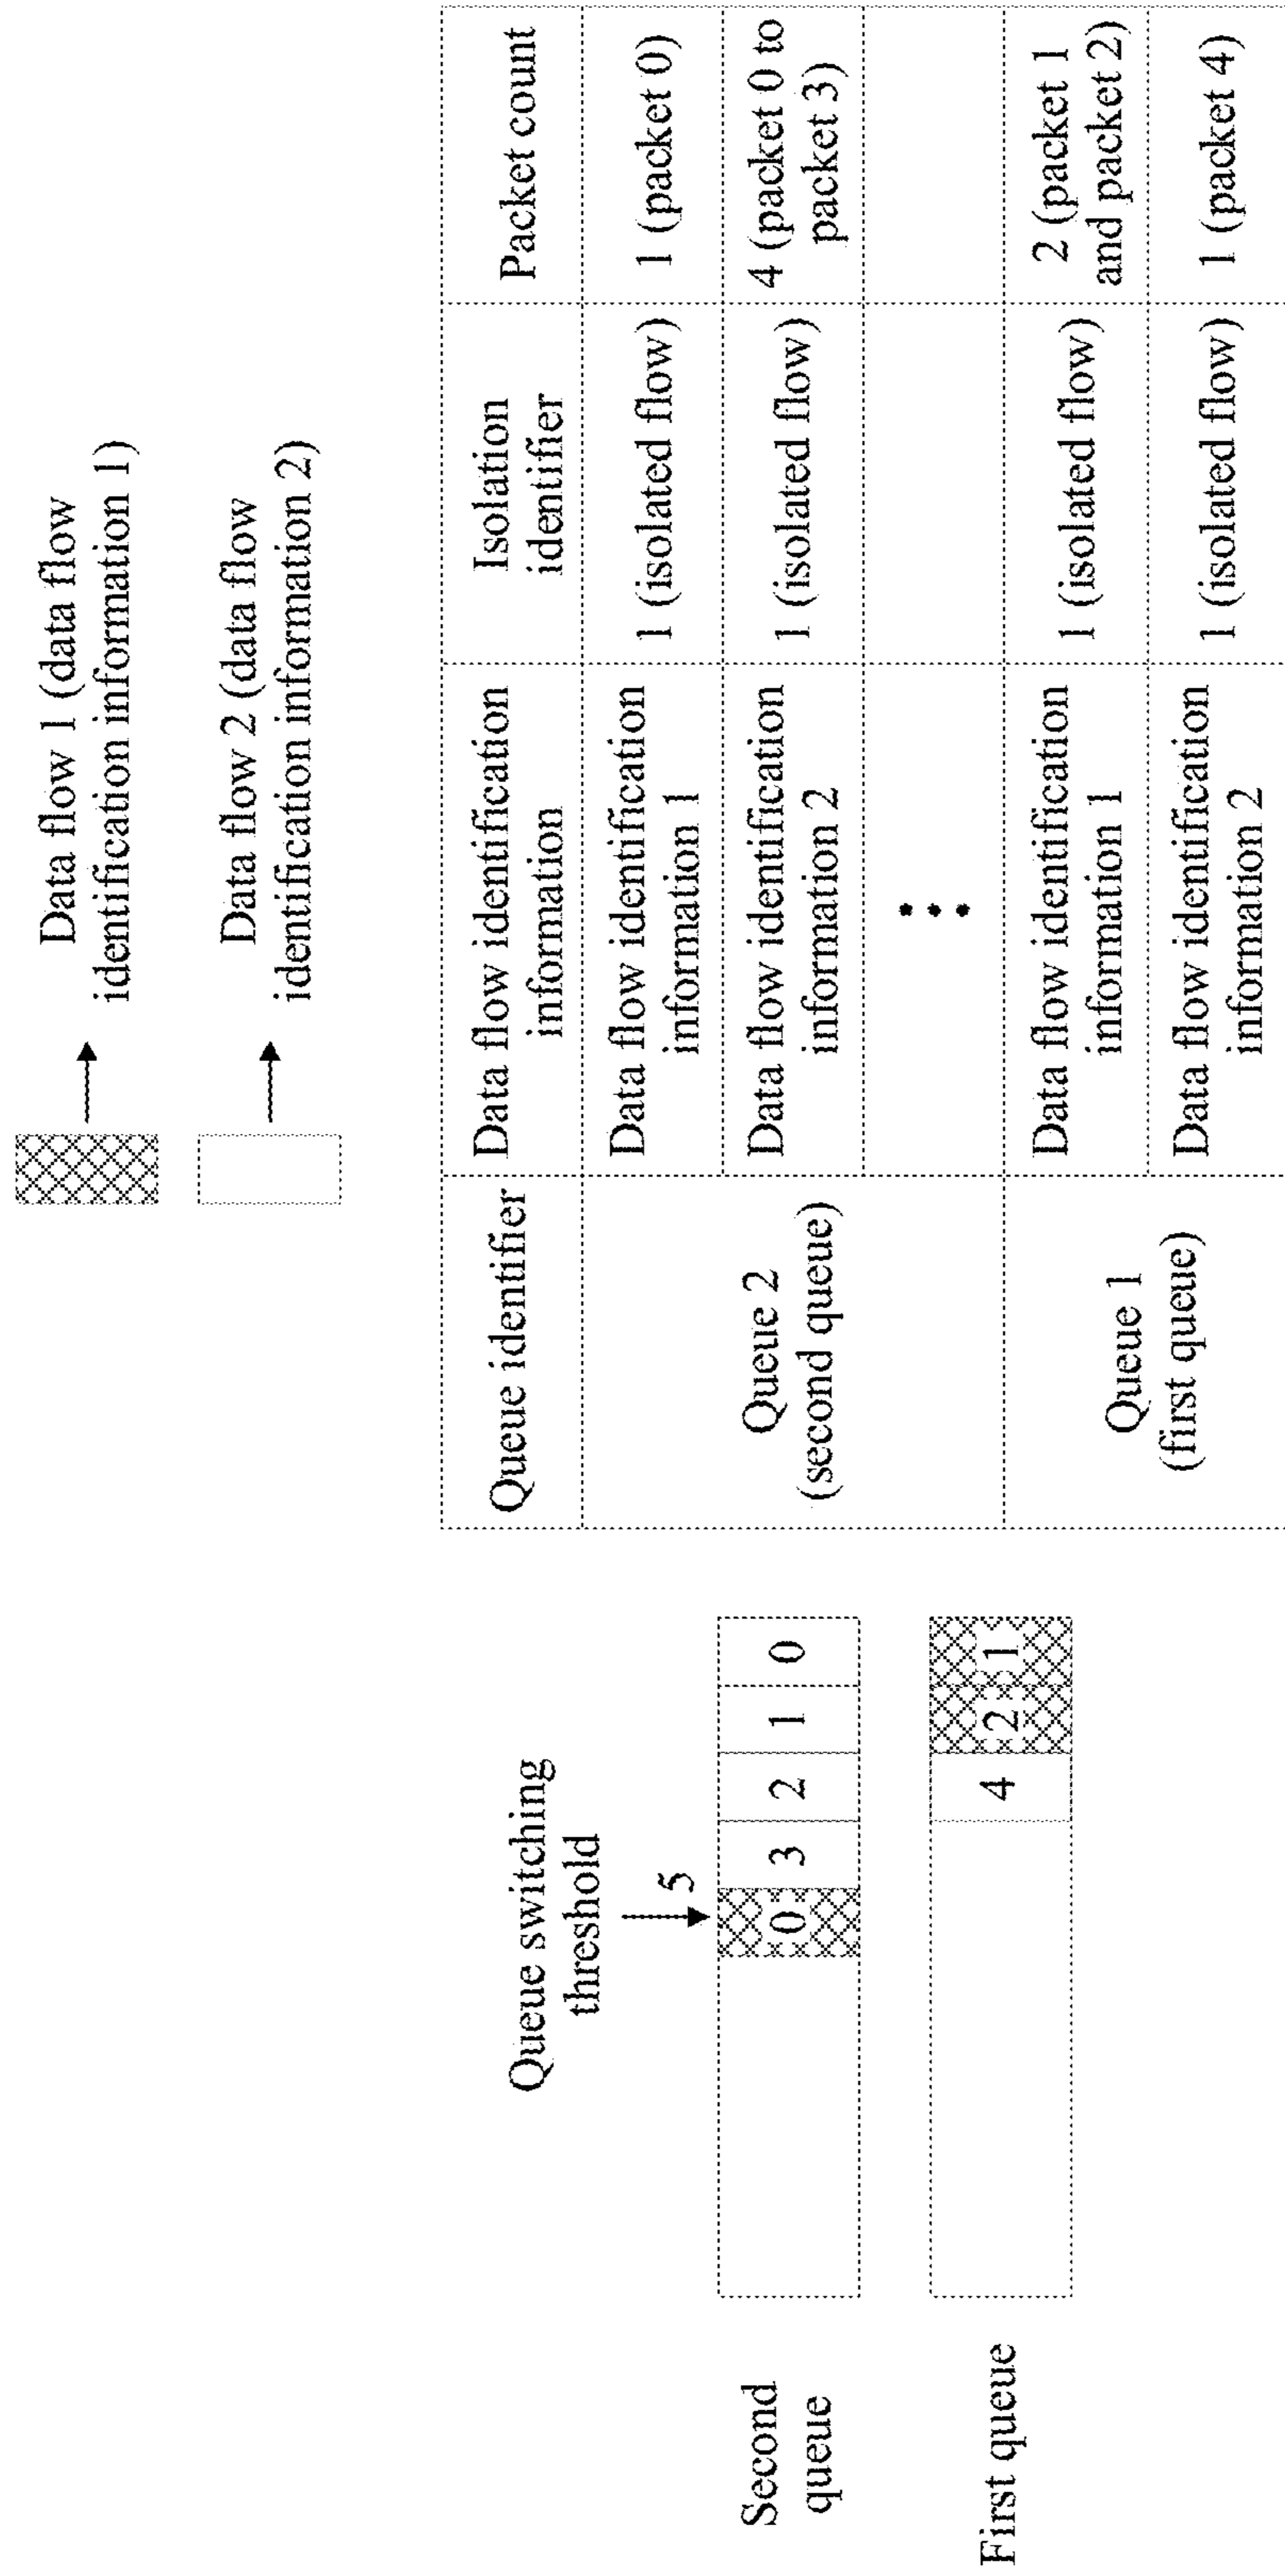 Data flow 1 (data flow
identification information 1)
Data flow 2 (data flow
identification information 2)
Queue switching
threshold
5
Second
queue
0 3 2 1 0
First queue
4 2 1
Queue identifier
Data flow identification
information
Isolation
identifier
Packet count
Queue 2
(second queue)
Data flow identification
information 1
1 (isolated flow)
1 (packet 0)
Data flow identification
information 2
1 (isolated flow)
4 (packet 0 to
packet 3)
Queue 1
(first queue)
Data flow identification
information 1
1 (isolated flow)
2 (packet 1
and packet 2)
Data flow identification
information 2
1 (isolated flow)
1 (packet 4)